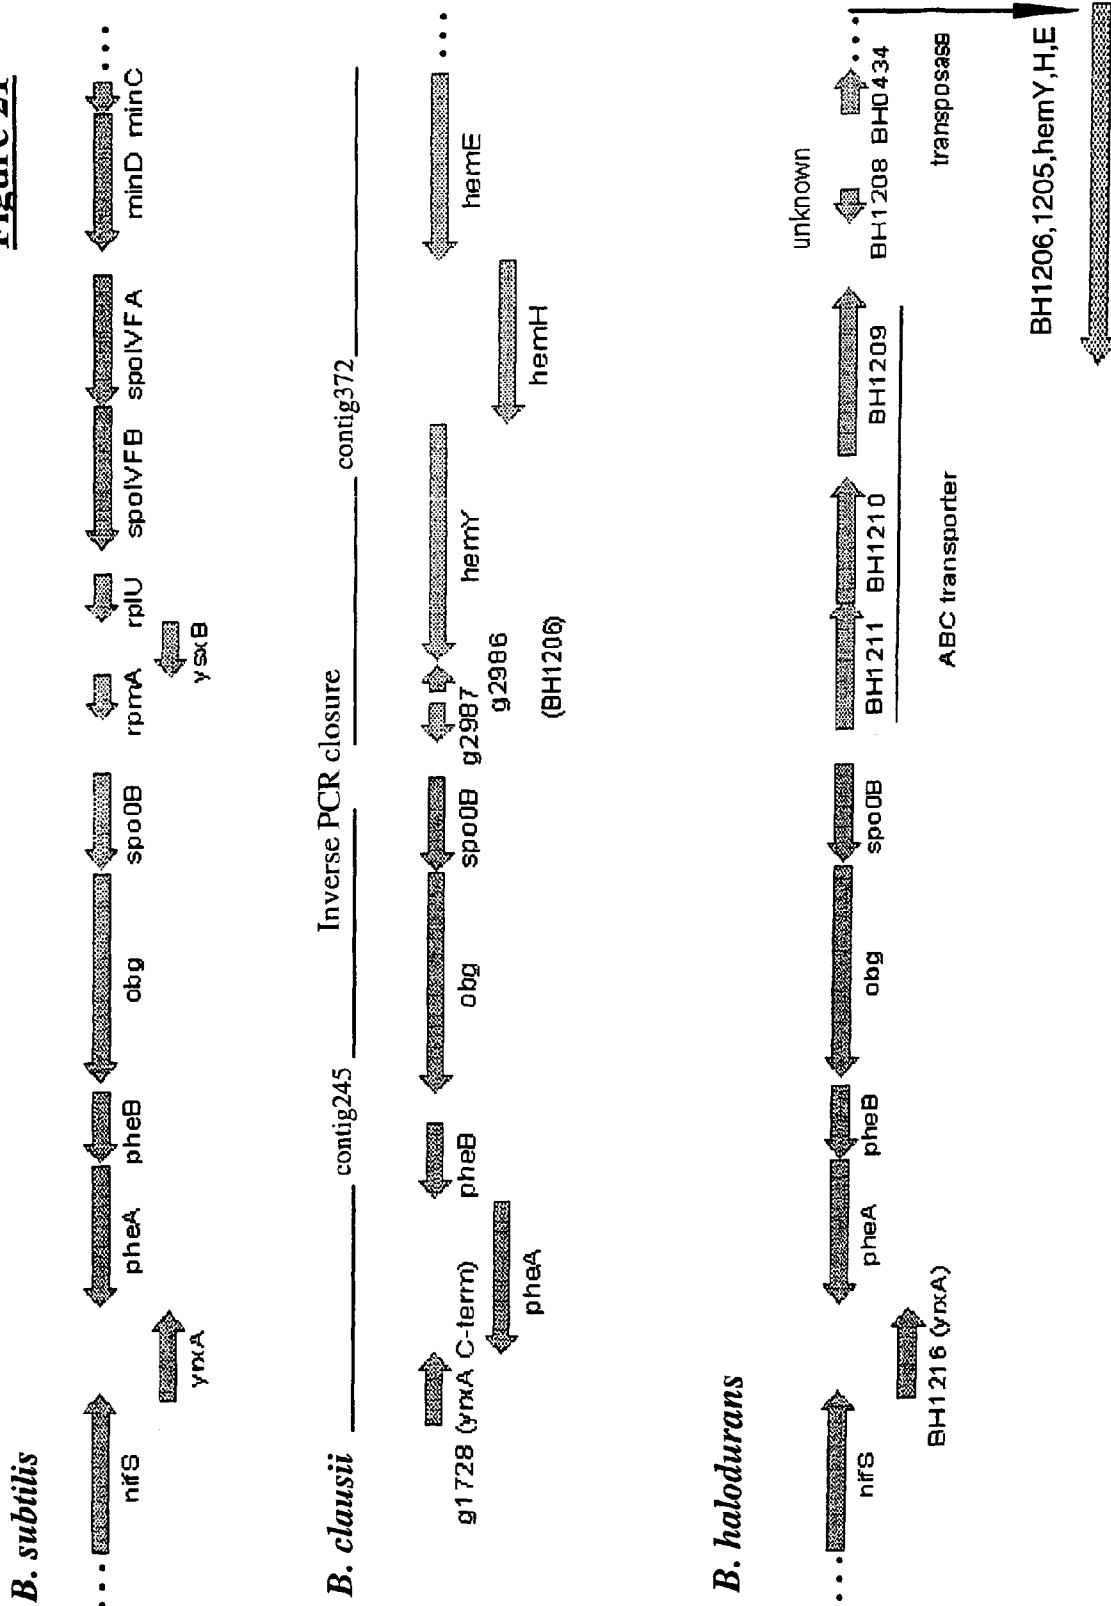 Figure 21
B. subtilis
nifS
yrxA
pheA
pheB
obg
spo0B
rpmA
ysxB
rplU
spoIVFB
spoIVFA
minD
minC
B. clausii
contig245
Inverse PCR closure
contig372
g1728 (yrxA C-term)
pheA
pheB
obg
spo0B
g2987
g2986
(BH1206)
hemY
hemH
hemE
B. halodurans
nifS
BH1216 (yrxA)
pheA
pheB
obg
spo0B
BH1211
BH1210
BH1209
ABC transporter
unknown
BH1208
BH0434
transposase
BH1206,1205,hemY,H,E